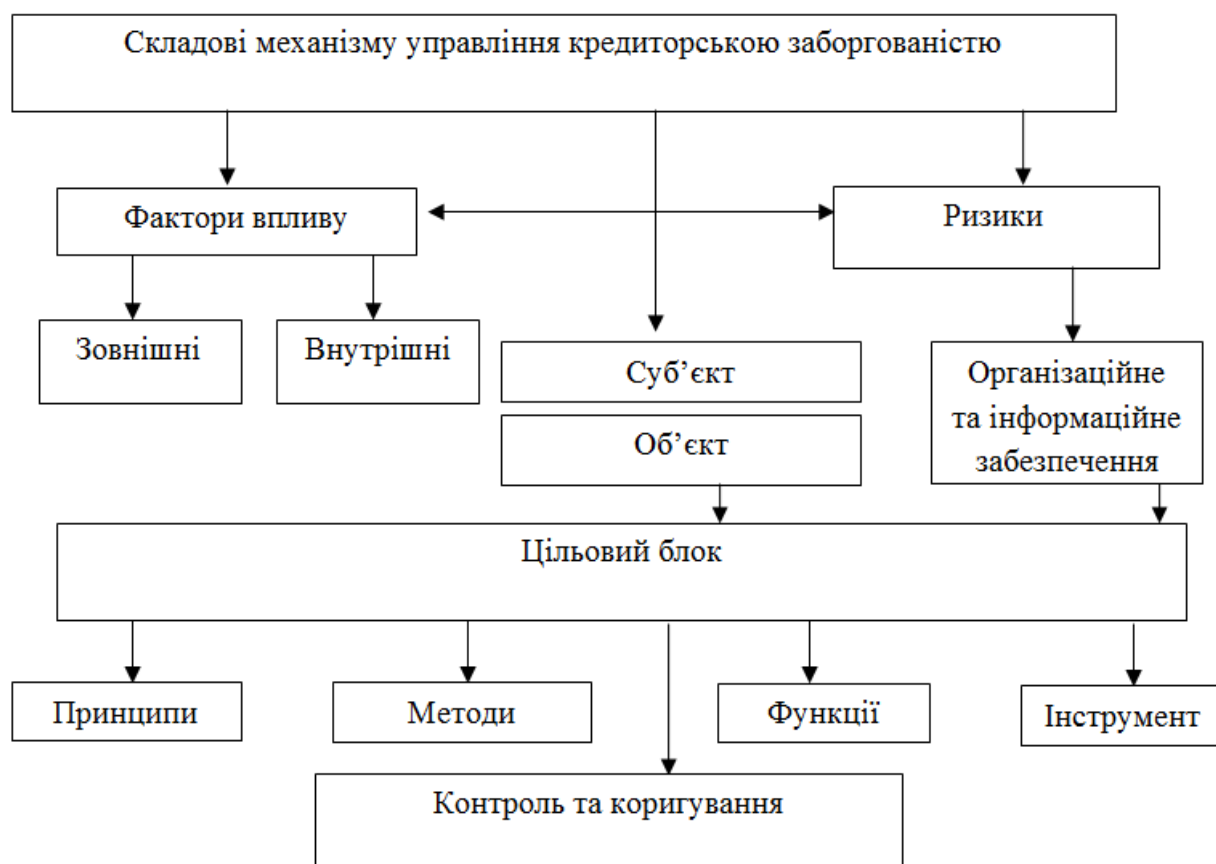 Складові механізму управління кредиторською заборгованістю
Фактори впливу
Ризики
Зовнішні
Внутрішні
Суб’єкт
Об’єкт
Організаційне
та інформаційне
забезпечення
Цільовий блок
Принципи
Методи
Функції
Інструмент
Контроль та коригування